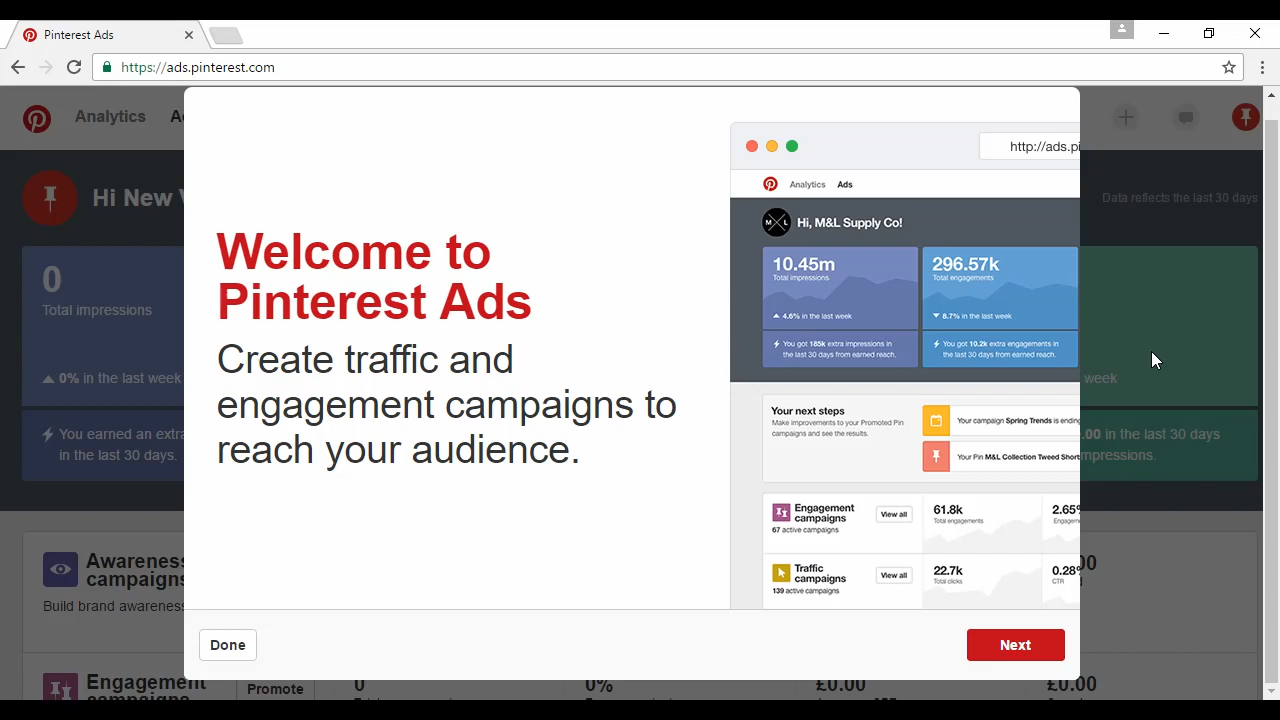 Pinterest Ads
https://ads.pinterest.com
Analytics
Hi New
Data reflects the last 30 days
0
Total impressions
0% in the last week
You earned an extra
in the last 30 days.
week
.00 in the last 30 days
mpressions.
Awareness
campaigns
Build brand awareness
Engagement
campaigns
Promote
0
0%
£0.00
£0.00
Welcome to
Pinterest Ads
Create traffic and
engagement campaigns to
reach your audience.
http://ads.pi
Analytics Ads
M L
Hi, M&L Supply Co!
10.45m
Total impressions
4.6% in the last week
You got 185k extra impressions in
the last 30 days from earned reach.
296.57k
Total engagements
8.7% in the last week
You got 10.2k extra engagements in
the last 30 days from earned reach.
Your next steps
Make improvements to your Promoted Pin
campaigns and see the results.
Your campaign Spring Trends is ending
Your Pin M&L Collection Tweed Short
Engagement
campaigns
67 active campaigns
View all
61.8k
Total engagements
2.65%
Engagem
Traffic
campaigns
139 active campaigns
View all
22.7k
Total clicks
0.28%
CTR
Done
Next